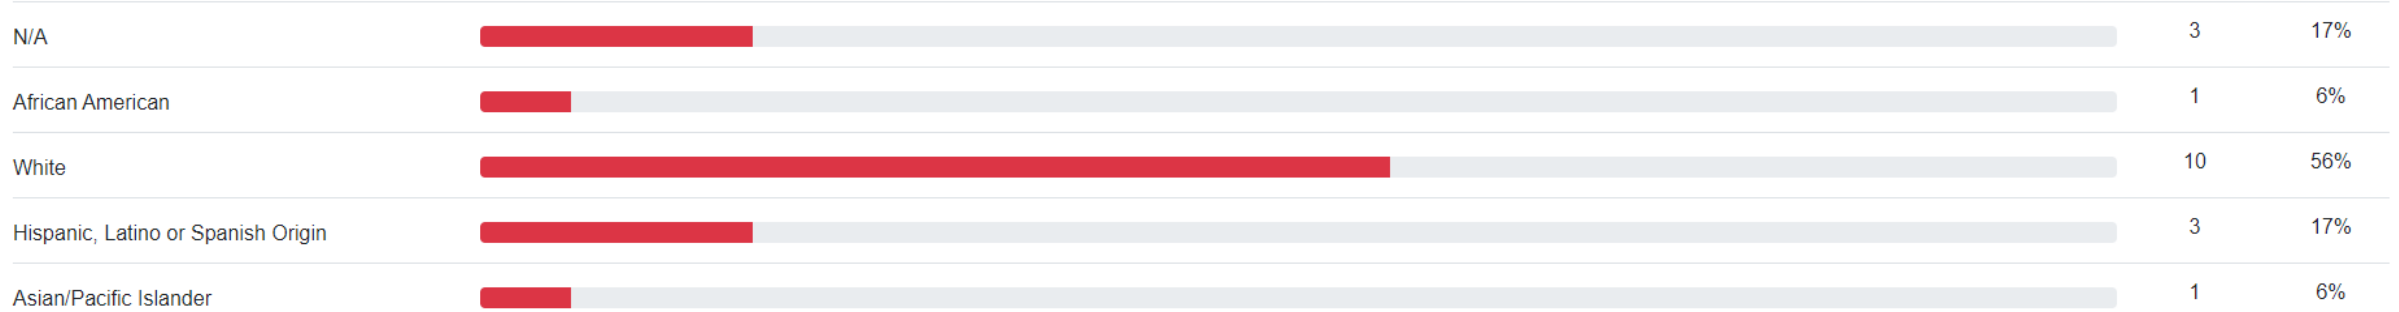 N/A 3 17%
African American 1 6%
White 10 56%
Hispanic, Latino or Spanish Origin 3 17%
Asian/Pacific Islander 1 6%